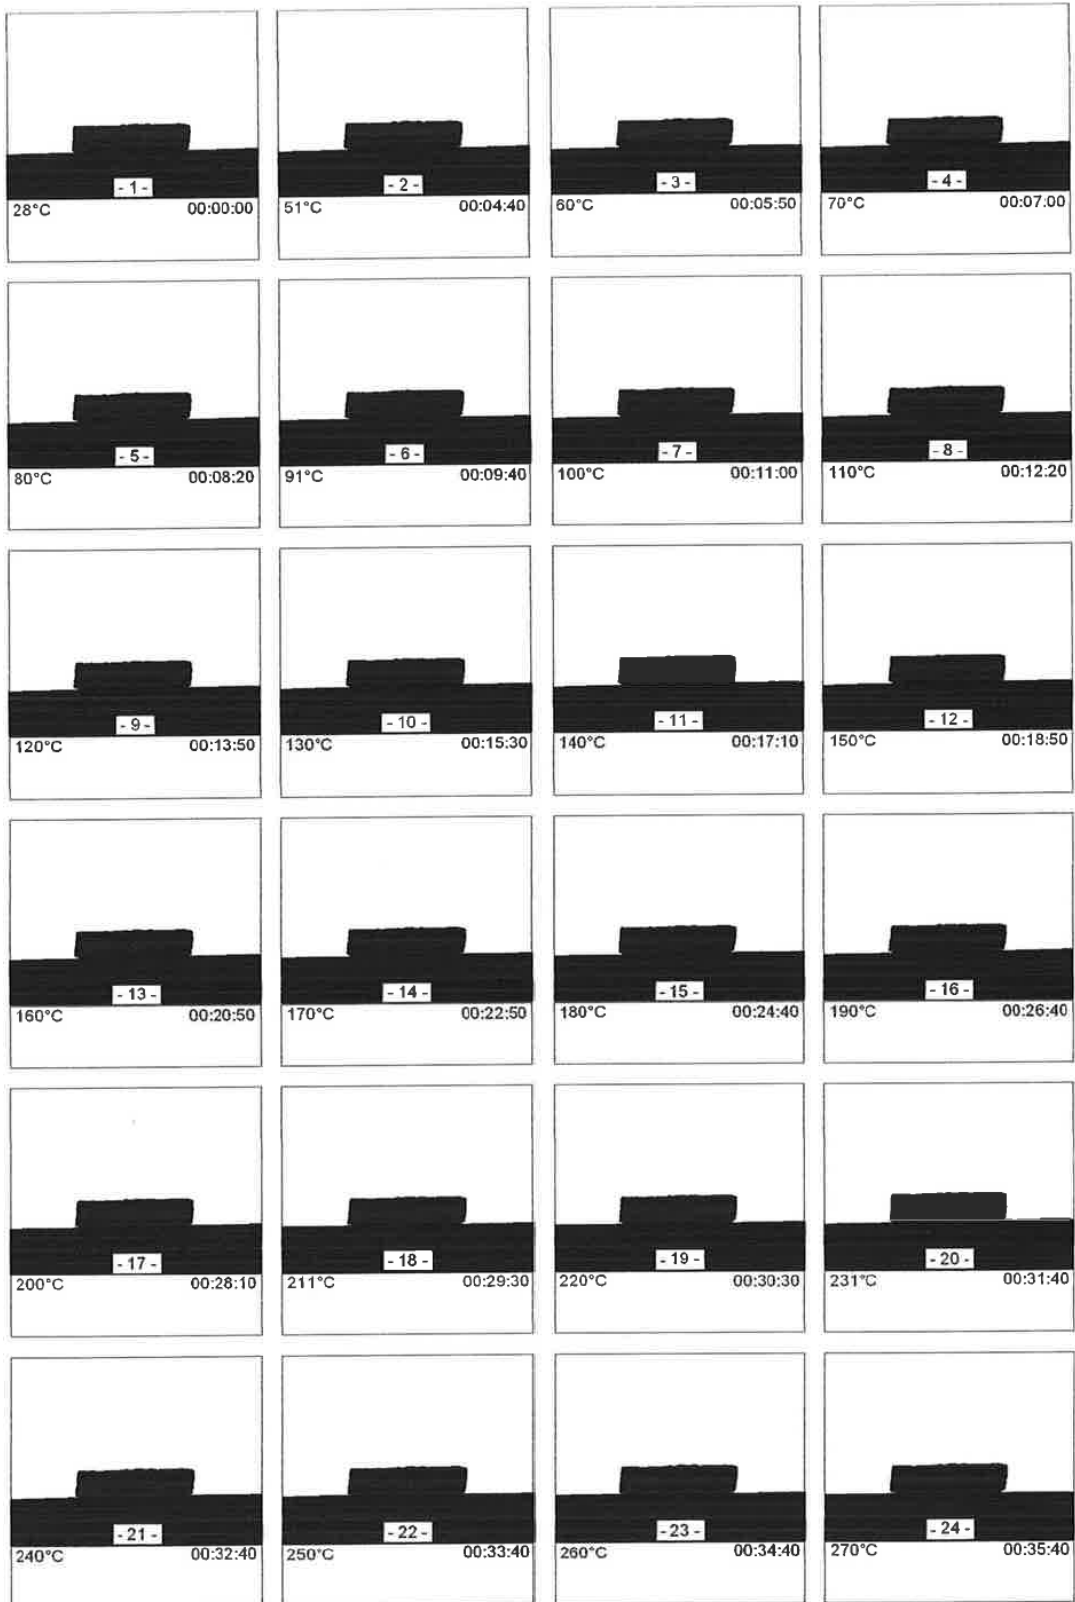 - 1 -
28°C 00:00:00
- 2 -
51°C 00:04:40
- 3 -
60°C 00:05:50
- 4 -
70°C 00:07:00
- 5 -
80°C 00:08:20
- 6 -
91°C 00:09:40
- 7 -
100°C 00:11:00
- 8 -
110°C 00:12:20
- 9 -
120°C 00:13:50
- 10 -
130°C 00:15:30
- 11 -
140°C 00:17:10
- 12 -
150°C 00:18:50
- 13 -
160°C 00:20:50
- 14 -
170°C 00:22:50
- 15 -
180°C 00:24:40
- 16 -
190°C 00:26:40
- 17 -
200°C 00:28:10
- 18 -
211°C 00:29:30
- 19 -
220°C 00:30:30
- 20 -
231°C 00:31:40
- 21 -
240°C 00:32:40
- 22 -
250°C 00:33:40
- 23 -
260°C 00:34:40
- 24 -
270°C 00:35:40